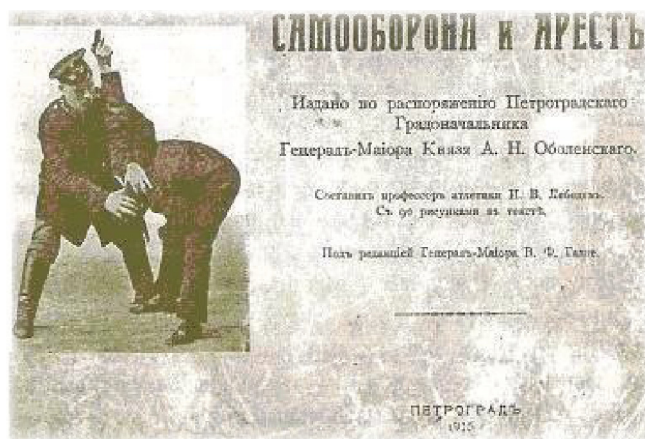 САМООБОРОНА и АРЕСТЪ
Издано по распоряженію Петроградскаго
Градоначальника
Генералъ-Маіора Князя А. Н. Оболенскаго.
Составилъ профессоръ атлетики И. В. Лебедевъ.
Съ 90 рисунками въ текстѣ.
Подъ редакціей Генералъ-Маіора В. Ф. Галле.
ПЕТРОГРАДЪ
1915